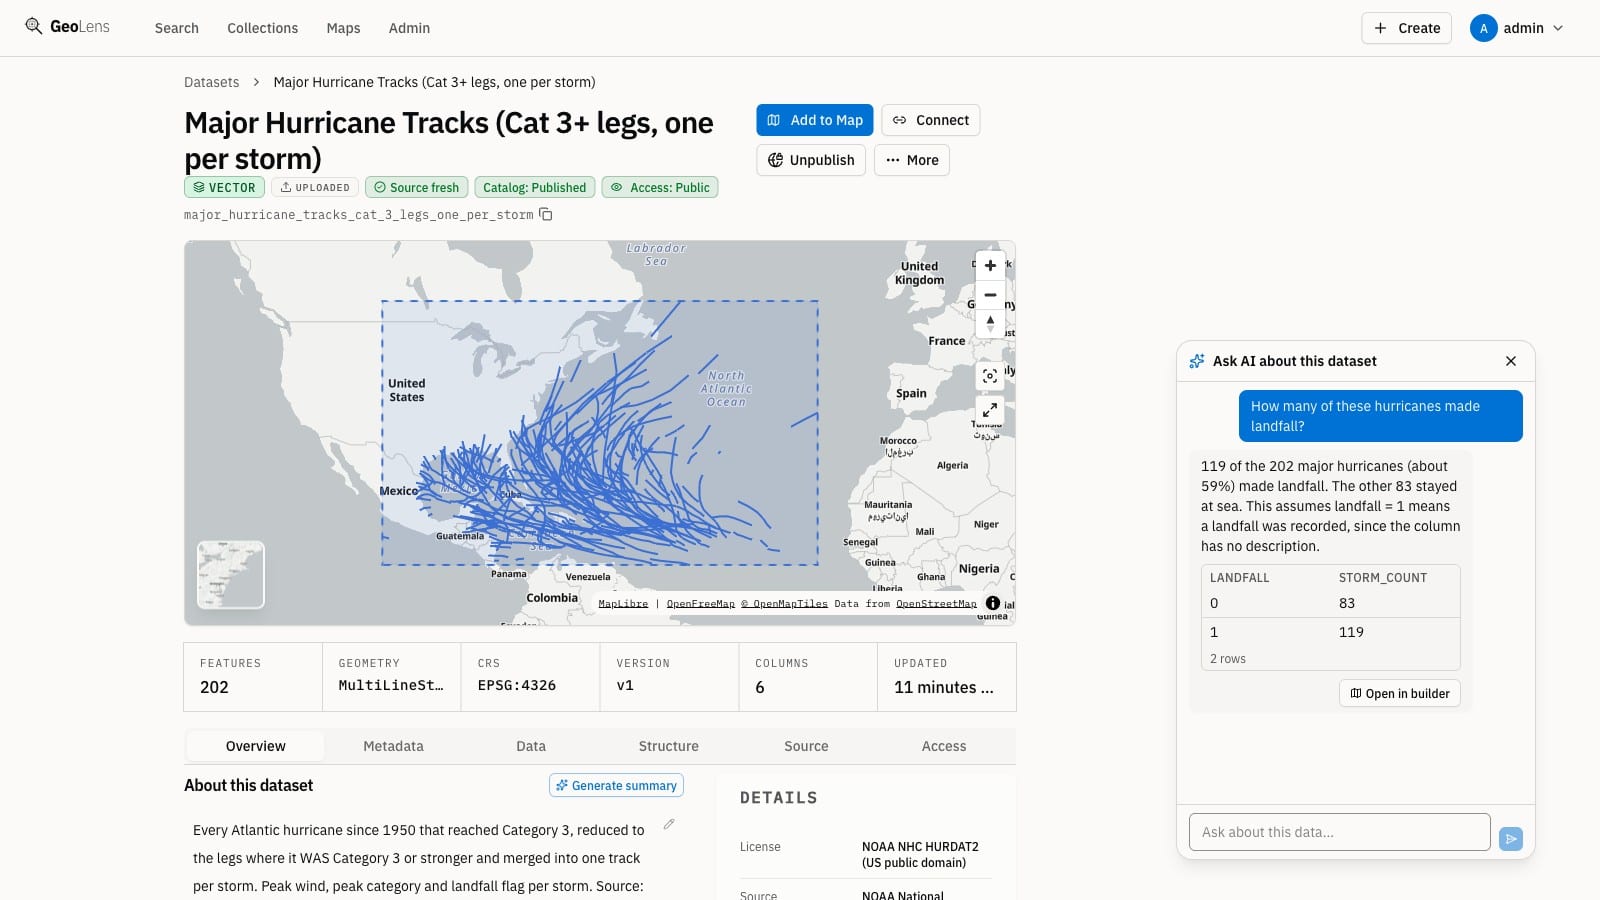 GeoLens
Search
Collections
Maps
Admin
Create
A
admin
Datasets > Major Hurricane Tracks (Cat 3+ legs, one per storm)
Major Hurricane Tracks (Cat 3+ legs, one
per storm)
Add to Map
Connect
Unpublish
More
VECTOR
UPLOADED
Source fresh
Catalog: Published
Access: Public
major_hurricane_tracks_cat_3_legs_one_per_storm
Labrador
Sea
United
Kingdom
France
Spain
United
States
North
Atlantic
Ocean
Morocco
المغرب
Algeria
Mexico
Cuba
Mauritania
موريتانيا
Mali
Niger
Guatemala
Senegal
Panama
Venezuela
Guinea
Ghana
Nigeria
Colombia
Liberia
MapLibre | OpenFreeMap © OpenMapTiles Data from OpenStreetMap
FEATURES
202
GEOMETRY
MultiLineSt…
CRS
EPSG:4326
VERSION
v1
COLUMNS
6
UPDATED
11 minutes ...
Overview
Metadata
Data
Structure
Source
Access
About this dataset
Generate summary
Every Atlantic hurricane since 1950 that reached Category 3, reduced to
the legs where it WAS Category 3 or stronger and merged into one track
per storm. Peak wind, peak category and landfall flag per storm. Source:
DETAILS
License
NOAA NHC HURDAT2
(US public domain)
Source
NOAA National
Ask AI about this dataset
How many of these hurricanes made
landfall?
119 of the 202 major hurricanes (about
59%) made landfall. The other 83 stayed
at sea. This assumes landfall = 1 means
a landfall was recorded, since the column
has no description.
LANDFALL STORM_COUNT
0 83
1 119
2 rows
Open in builder
Ask about this data...